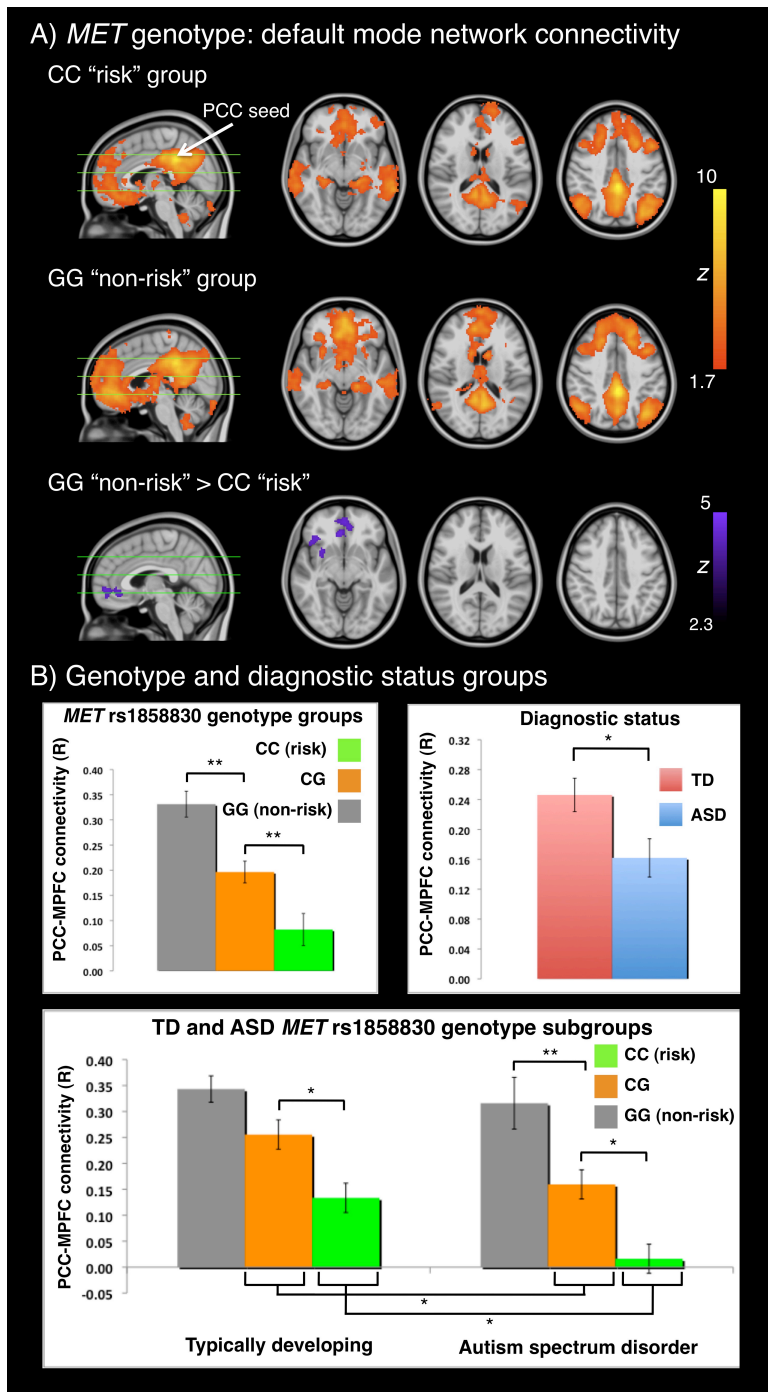 A) MET genotype: default mode network connectivity
CC “risk” group
PCC seed
10
z
1.7
GG “non-risk” group
GG “non-risk” > CC “risk”
5
z
2.3
B) Genotype and diagnostic status groups
MET rs1858830 genotype groups
PCC-MPFC connectivity (R)
0.40
0.35
0.30
0.25
0.20
0.15
0.10
0.05
0.00
**
**
CC (risk)
CG
GG (non-risk)
Diagnostic status
PCC-MPFC connectivity (R)
0.32
0.28
0.24
0.20
0.16
0.12
0.08
0.04
0.00
*
TD
ASD
TD and ASD MET rs1858830 genotype subgroups
PCC-MPFC connectivity (R)
0.40
0.35
0.30
0.25
0.20
0.15
0.10
0.05
0.00
-0.05
*
**
*
CC (risk)
CG
GG (non-risk)
*
*
Typically developing
Autism spectrum disorder